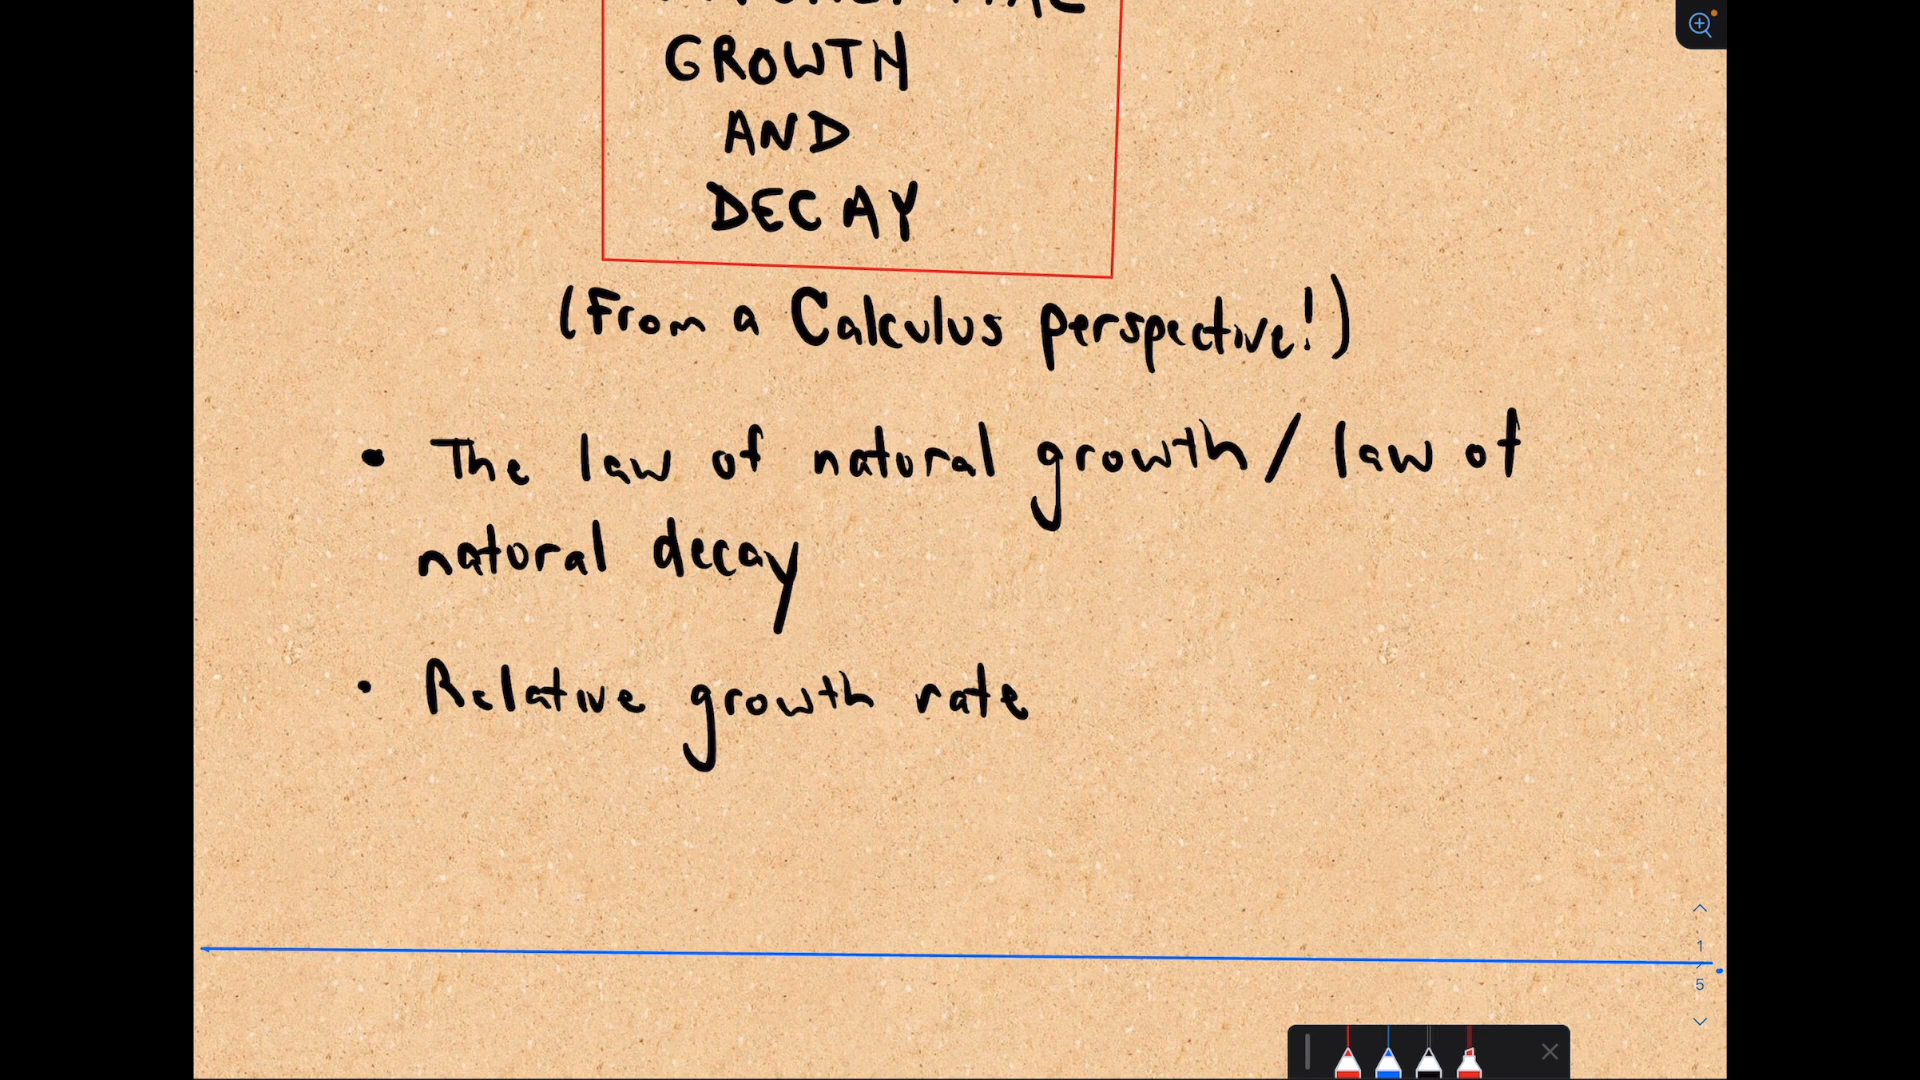 GROWTH
AND
DECAY
(From a Calculus perspective!)
• The law of natural growth/ law of
natural decay
• Relative growth rate
1
5